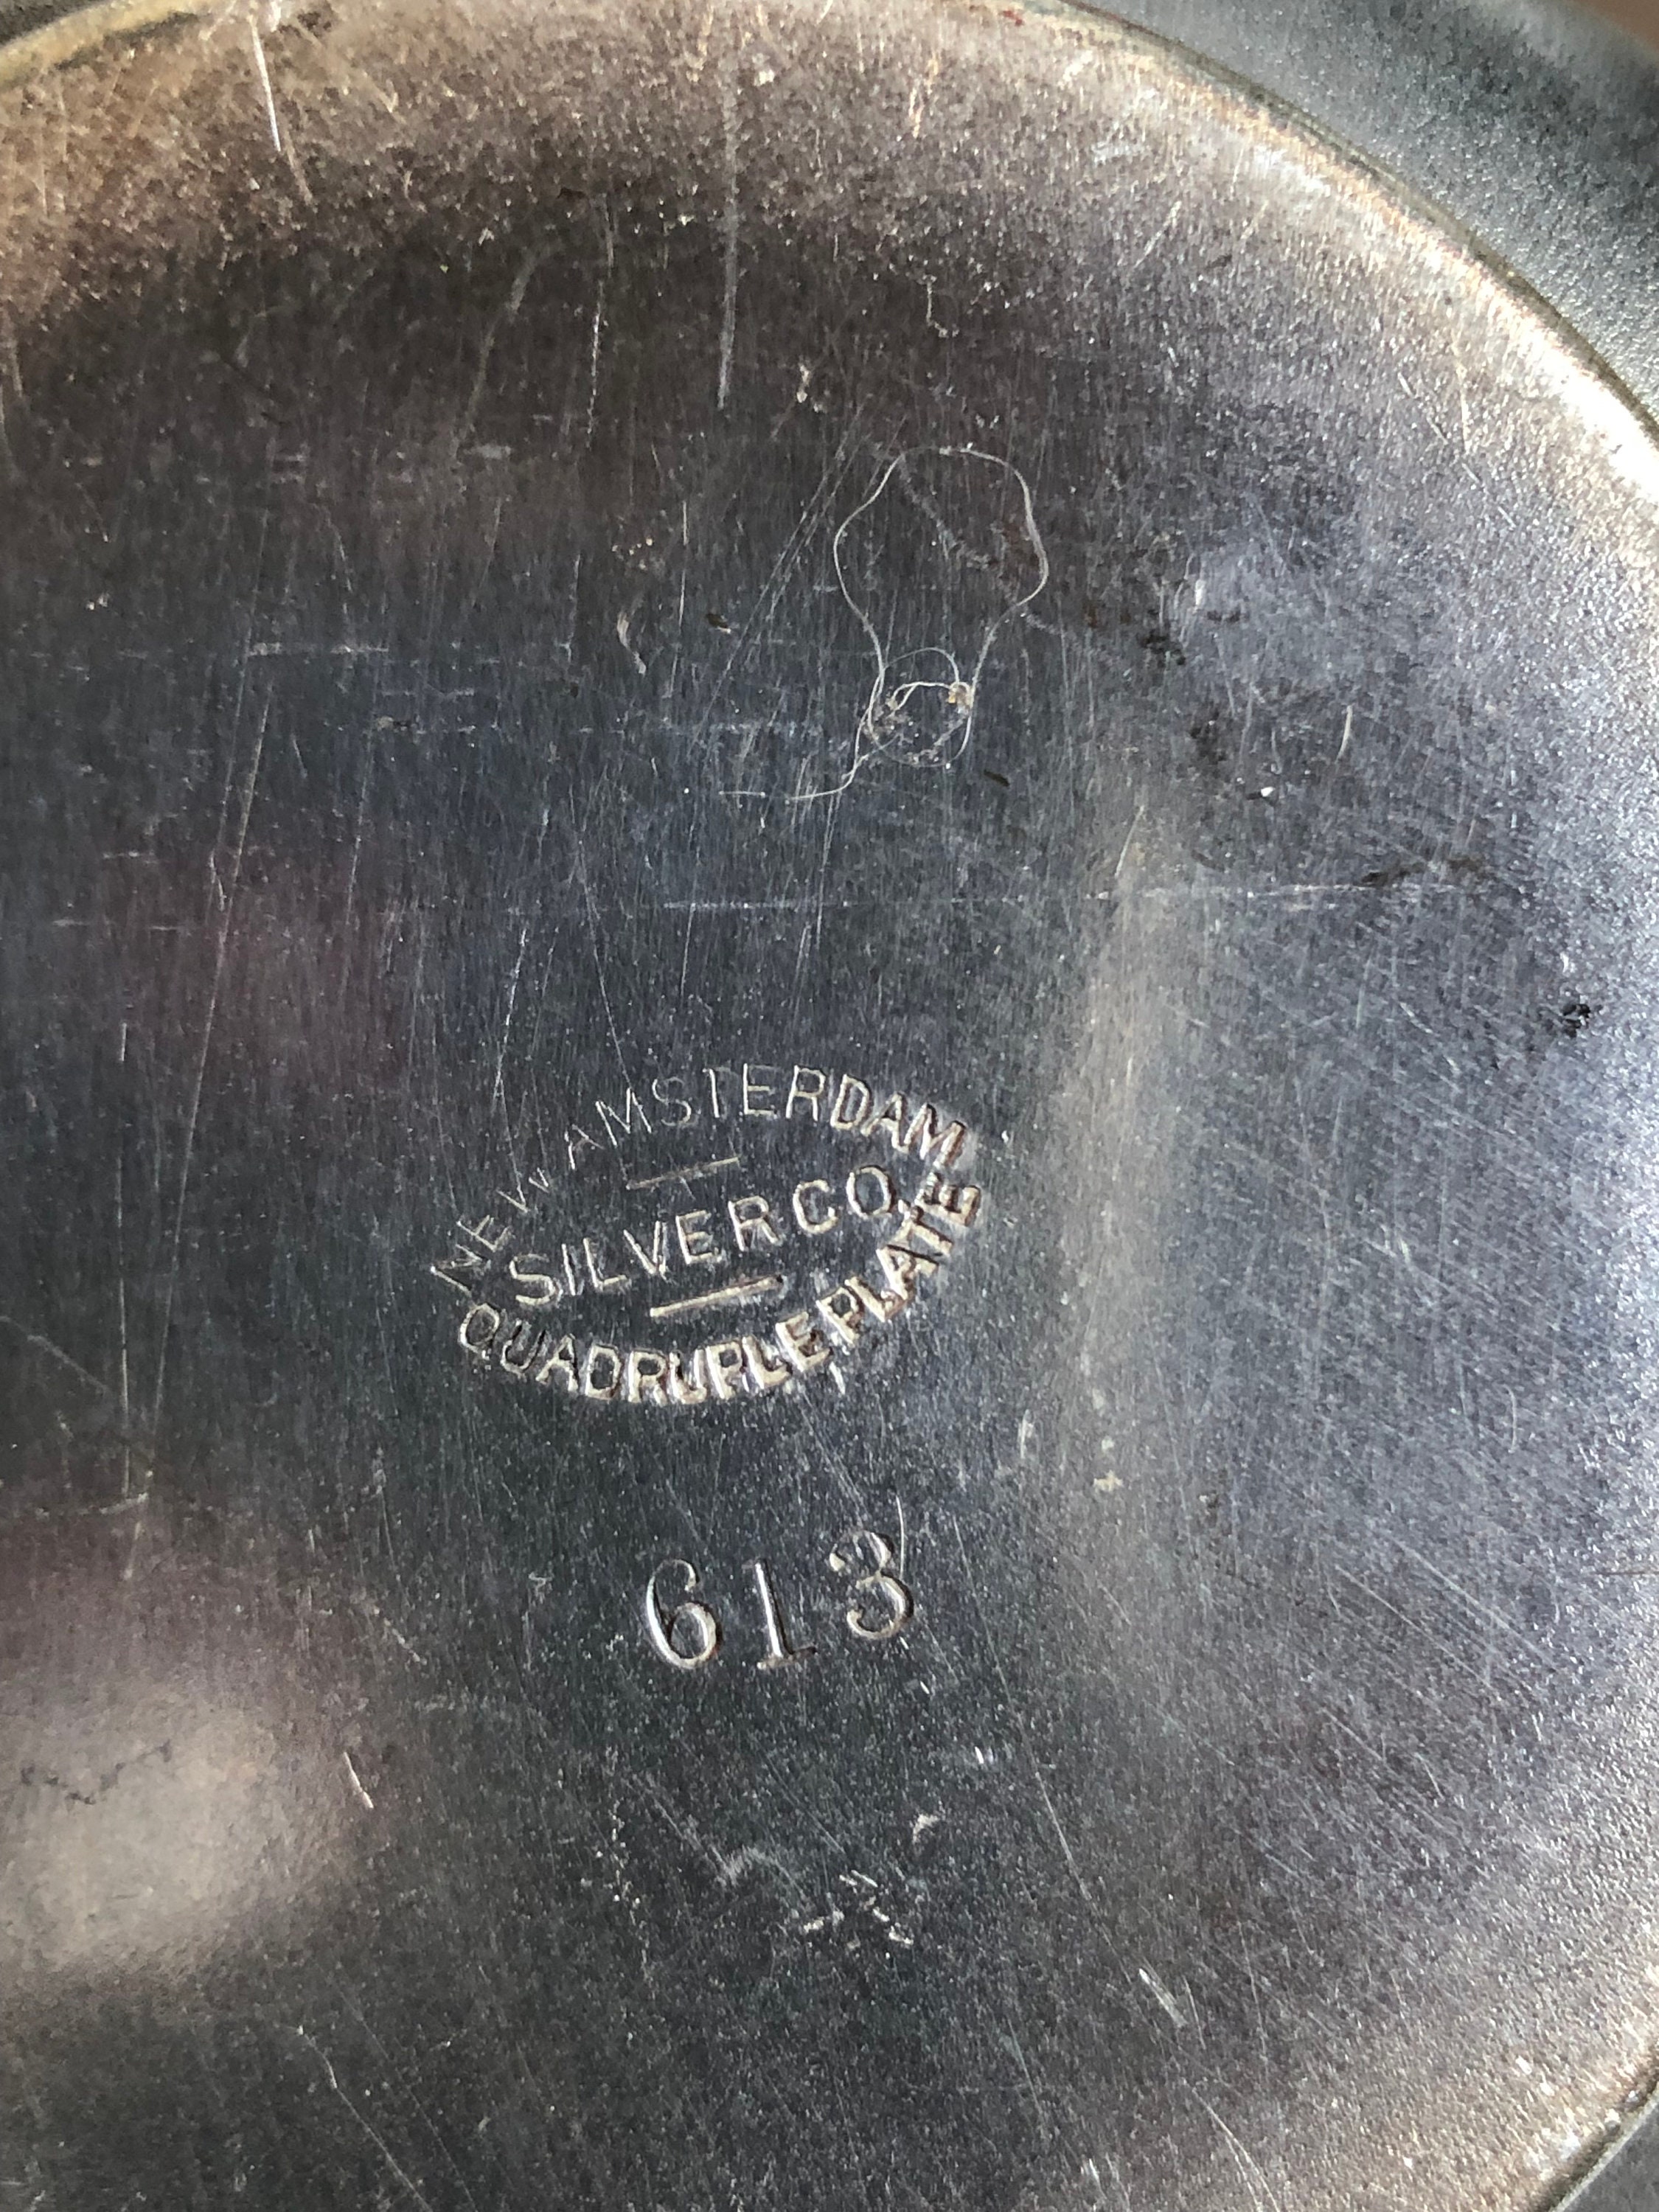 NEW AMSTERDAM
SILVER CO.
QUADRUPLE PLATE
613